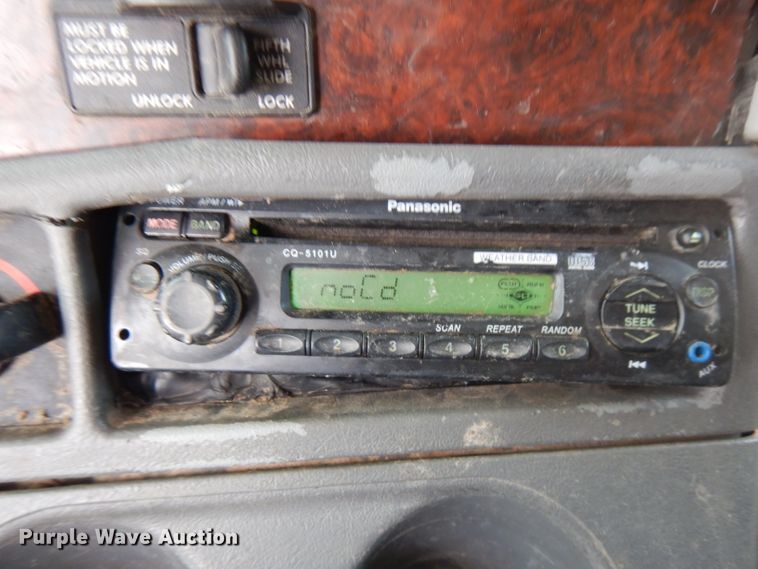 MUST BE
LOCKED WHEN
VEHICLE IS IN
MOTION
FIFTH
WHL
SLIDE
UNLOCK LOCK
Panasonic
MODE BAND
CQ-5101U
WEATHER BAND
VOLUME PUSH
noCd
CLOCK
TUNE
SEEK
SCAN REPEAT RANDOM
1 2 3 4 5 6
AUX
Purple Wave Auction